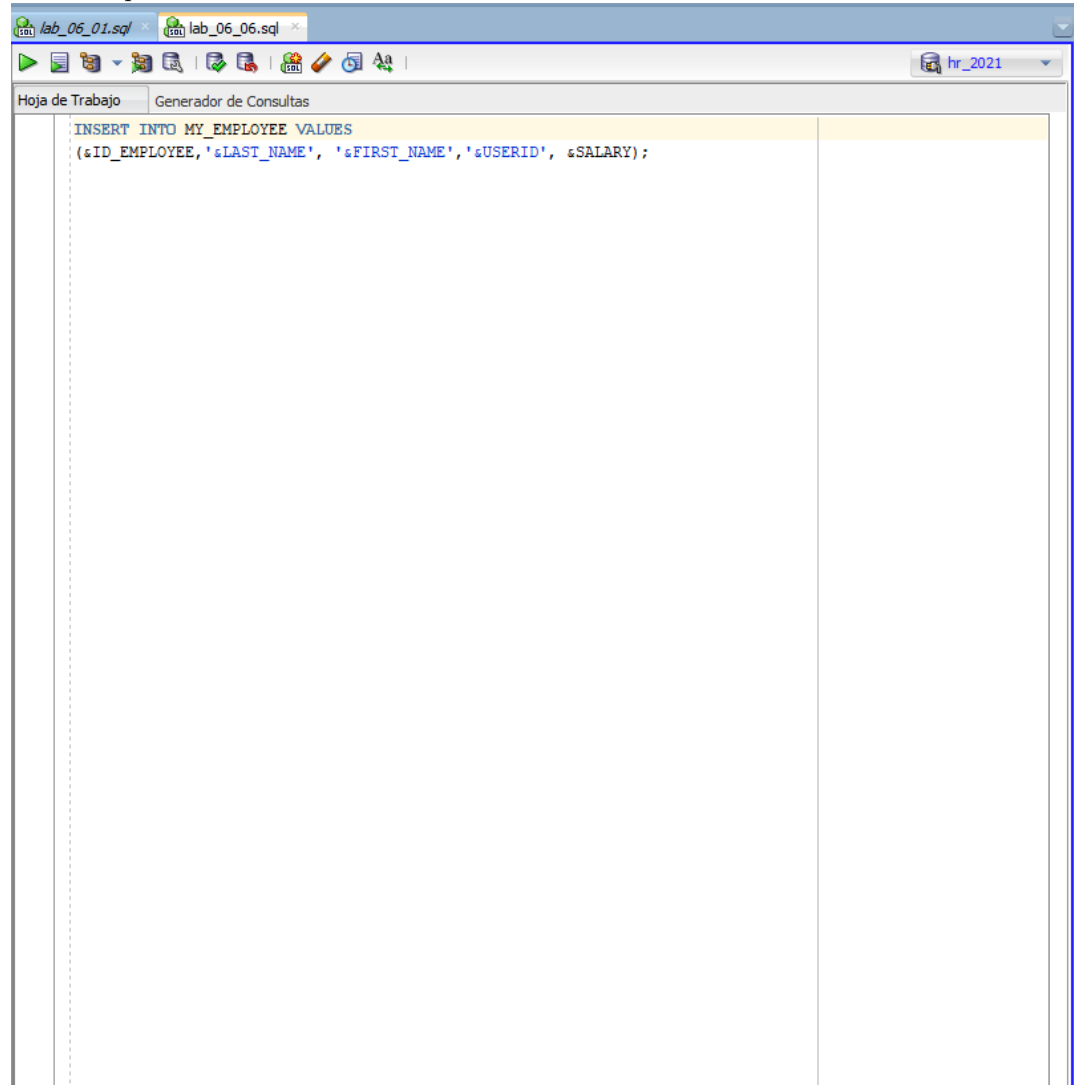 lab_06_01.sql
lab_06_06.sql
hr_2021
Hoja de Trabajo
Generador de Consultas
INSERT INTO MY_EMPLOYEE VALUES
(&ID_EMPLOYEE,'&LAST_NAME', '&FIRST_NAME','&USERID', &SALARY);